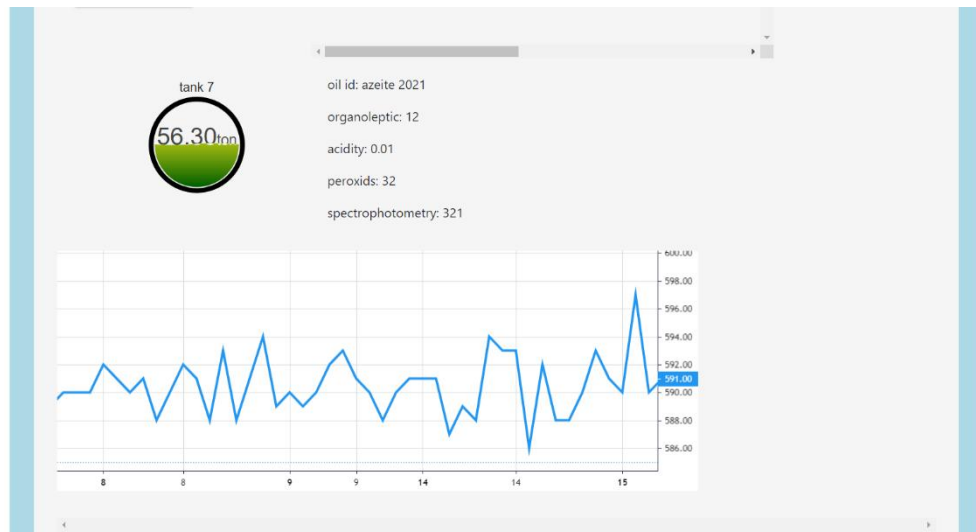 tank 7
56.30ton
oil id: azeite 2021
organoleptic: 12
acidity: 0.01
peroxids: 32
spectrophotometry: 321
600.00
598.00
596.00
594.00
592.00
591.00
590.00
588.00
586.00
8 8 9 9 14 14 15